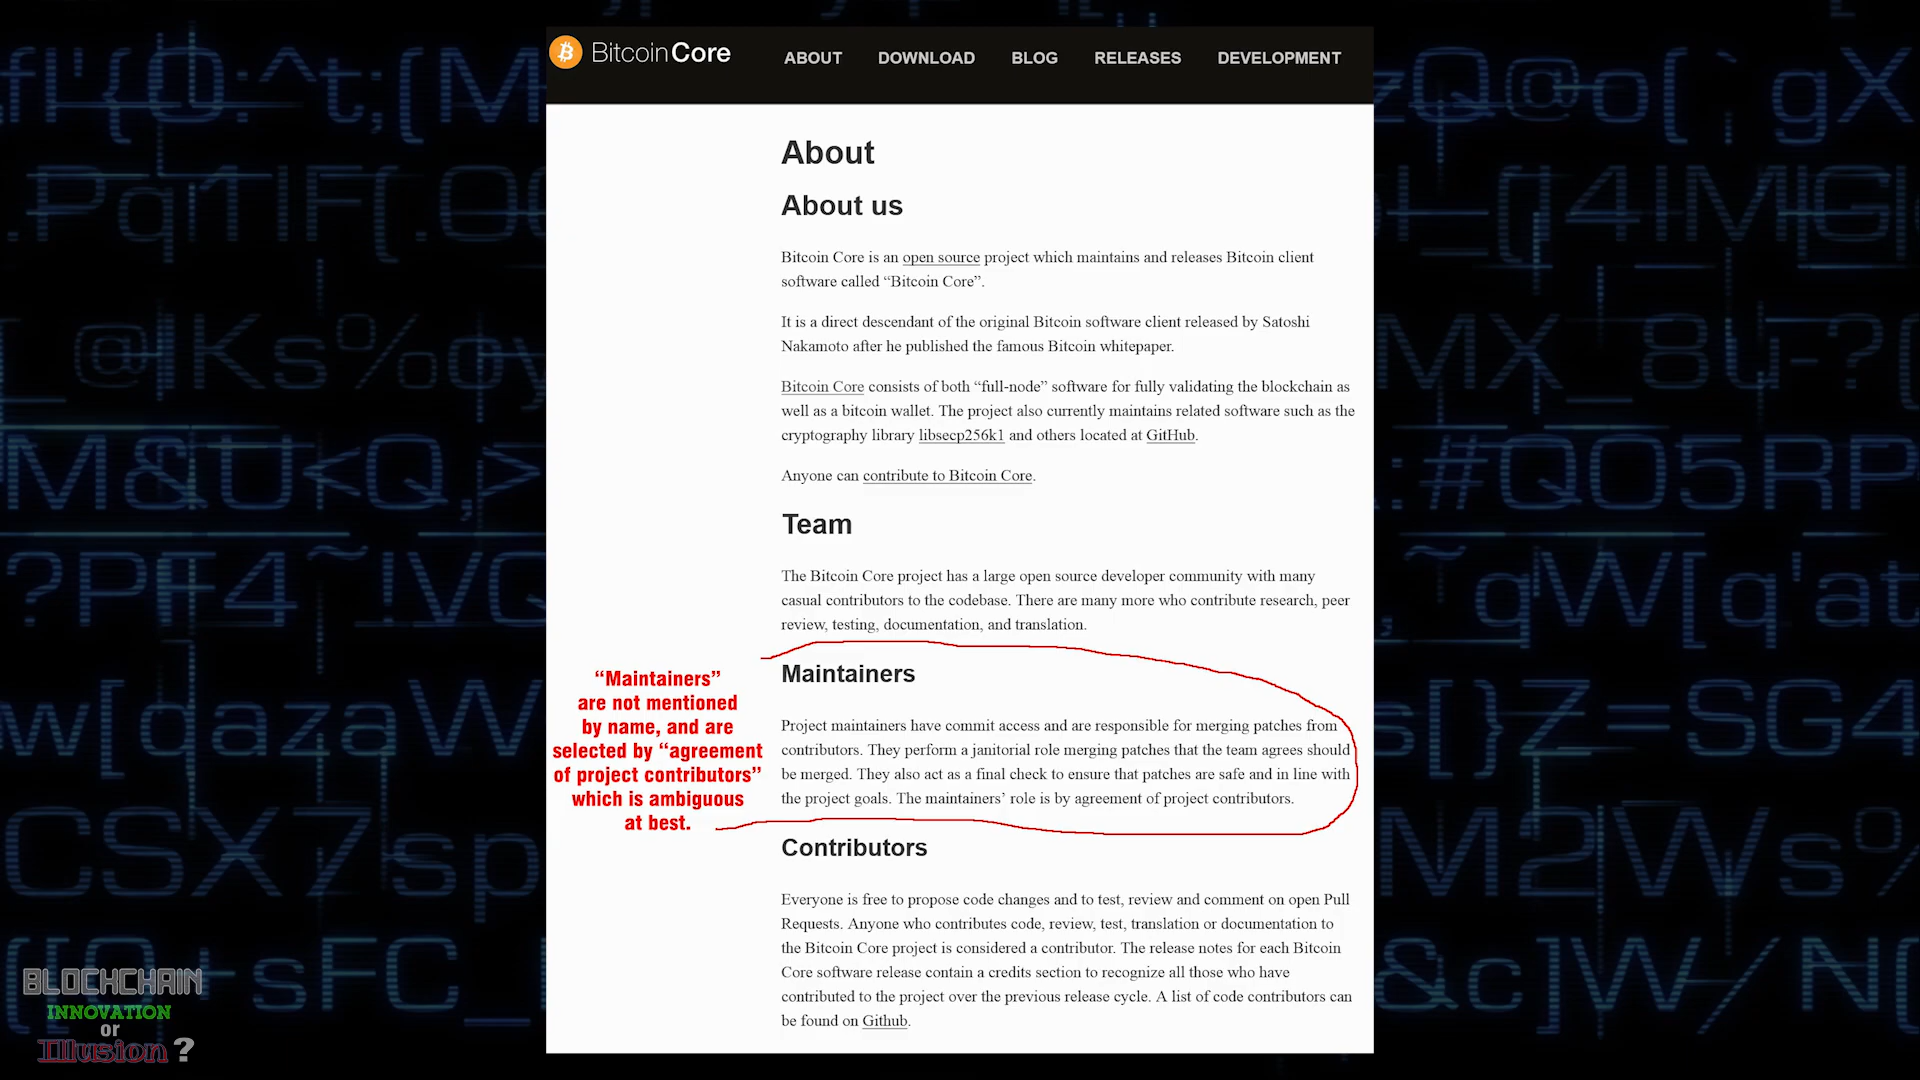 BitcoinCore
ABOUT DOWNLOAD BLOG RELEASES DEVELOPMENT
About
About us
Bitcoin Core is an open source project which maintains and releases Bitcoin client
software called “Bitcoin Core”.
It is a direct descendant of the original Bitcoin software client released by Satoshi
Nakamoto after he published the famous Bitcoin whitepaper.
Bitcoin Core consists of both “full-node” software for fully validating the blockchain as
well as a bitcoin wallet. The project also currently maintains related software such as the
cryptography library libsecp256k1 and others located at GitHub.
Anyone can contribute to Bitcoin Core.
Team
The Bitcoin Core project has a large open source developer community with many
casual contributors to the codebase. There are many more who contribute research, peer
review, testing, documentation, and translation.
“Maintainers”
are not mentioned
by name, and are
selected by “agreement
of project contributors”
which is ambiguous
at best.
Maintainers
Project maintainers have commit access and are responsible for merging patches from
contributors. They perform a janitorial role merging patches that the team agrees should
be merged. They also act as a final check to ensure that patches are safe and in line with
the project goals. The maintainers’ role is by agreement of project contributors.
Contributors
Everyone is free to propose code changes and to test, review and comment on open Pull
Requests. Anyone who contributes code, review, test, translation or documentation to
the Bitcoin Core project is considered a contributor. The release notes for each Bitcoin
Core software release contain a credits section to recognize all those who have
contributed to the project over the previous release cycle. A list of code contributors can
be found on Github.
BLOCKCHAIN
INNOVATION
or
Illusion?